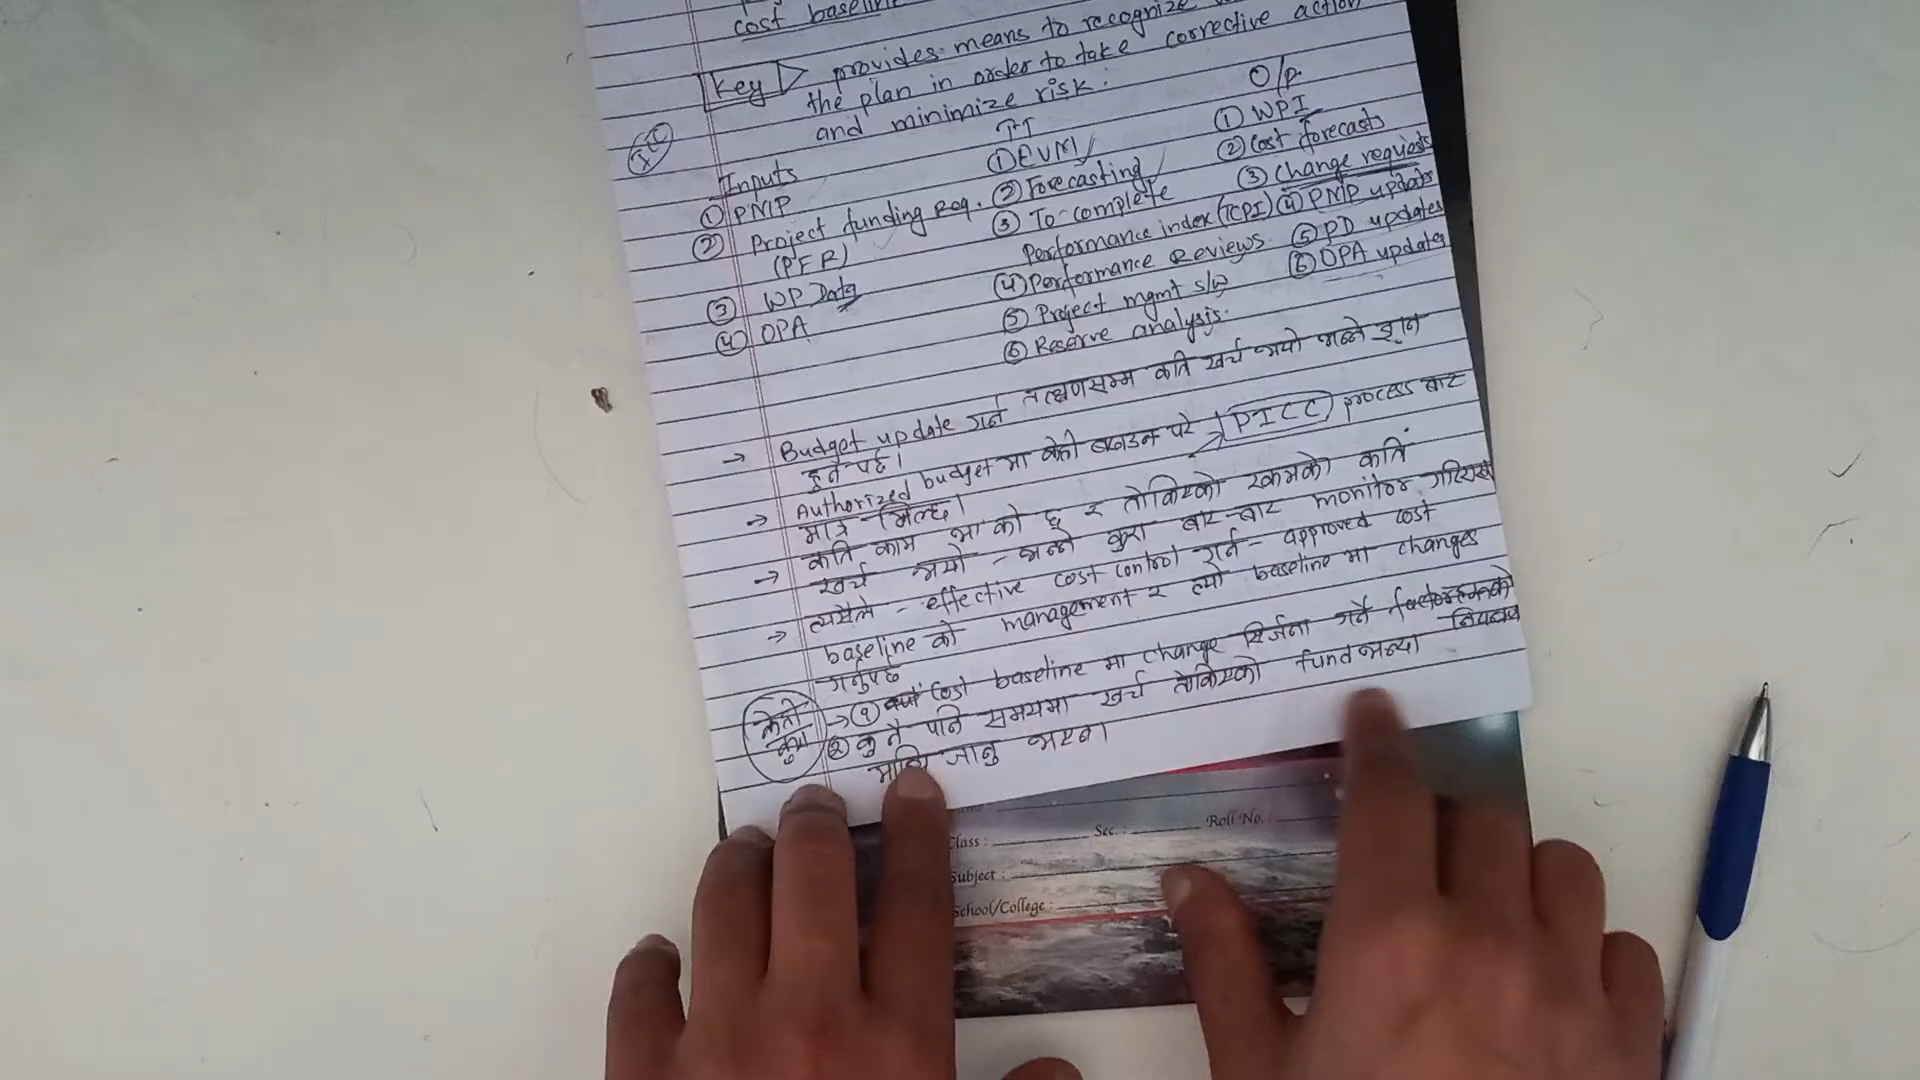 cost baseline
Key provides means to recognize
the plan in order to take corrective action
and minimize risk.
Inputs
① PMP
② Project funding Req.
(PFR)
③ WP Data
④ OPA
TT
① EVM
② Forecasting
③ To-complete
Performance index (TCPI)
④ Performance Reviews
⑤ Project mgmt s/w
⑥ Reserve analysis.
O/p
① WPI
② Cost forecasts
③ Change requests
④ PMP updates
⑤ PD updates
⑥ OPA updates
→ Budget update गर्न तत्क्षणसम्म कति खर्च भयो भन्ने ज्ञान
हुनुपर्छ।
→ Authorized budget मा बढाउन परे → PICC process बाट
मात्र मिल्छ।
→ कति काम भा को छ र तोकिएको रकमको कति
खर्च भयो - भन्ने कुरा बार-बार monitor
→ त्यसैले - effective cost control गर्न - approved cost
baseline को management र त्यो baseline मा changes
गर्नुपर्छ
केही कुरा → ① cost baseline मा change सिर्जना गर्ने factorहरूको नियन्त्रण
② कुनै पनि समयमा खर्च तोकिएको fund भन्दा
माथि जानु भएन।
Class :
Sec. :
Roll No. :
Subject :
School/College :